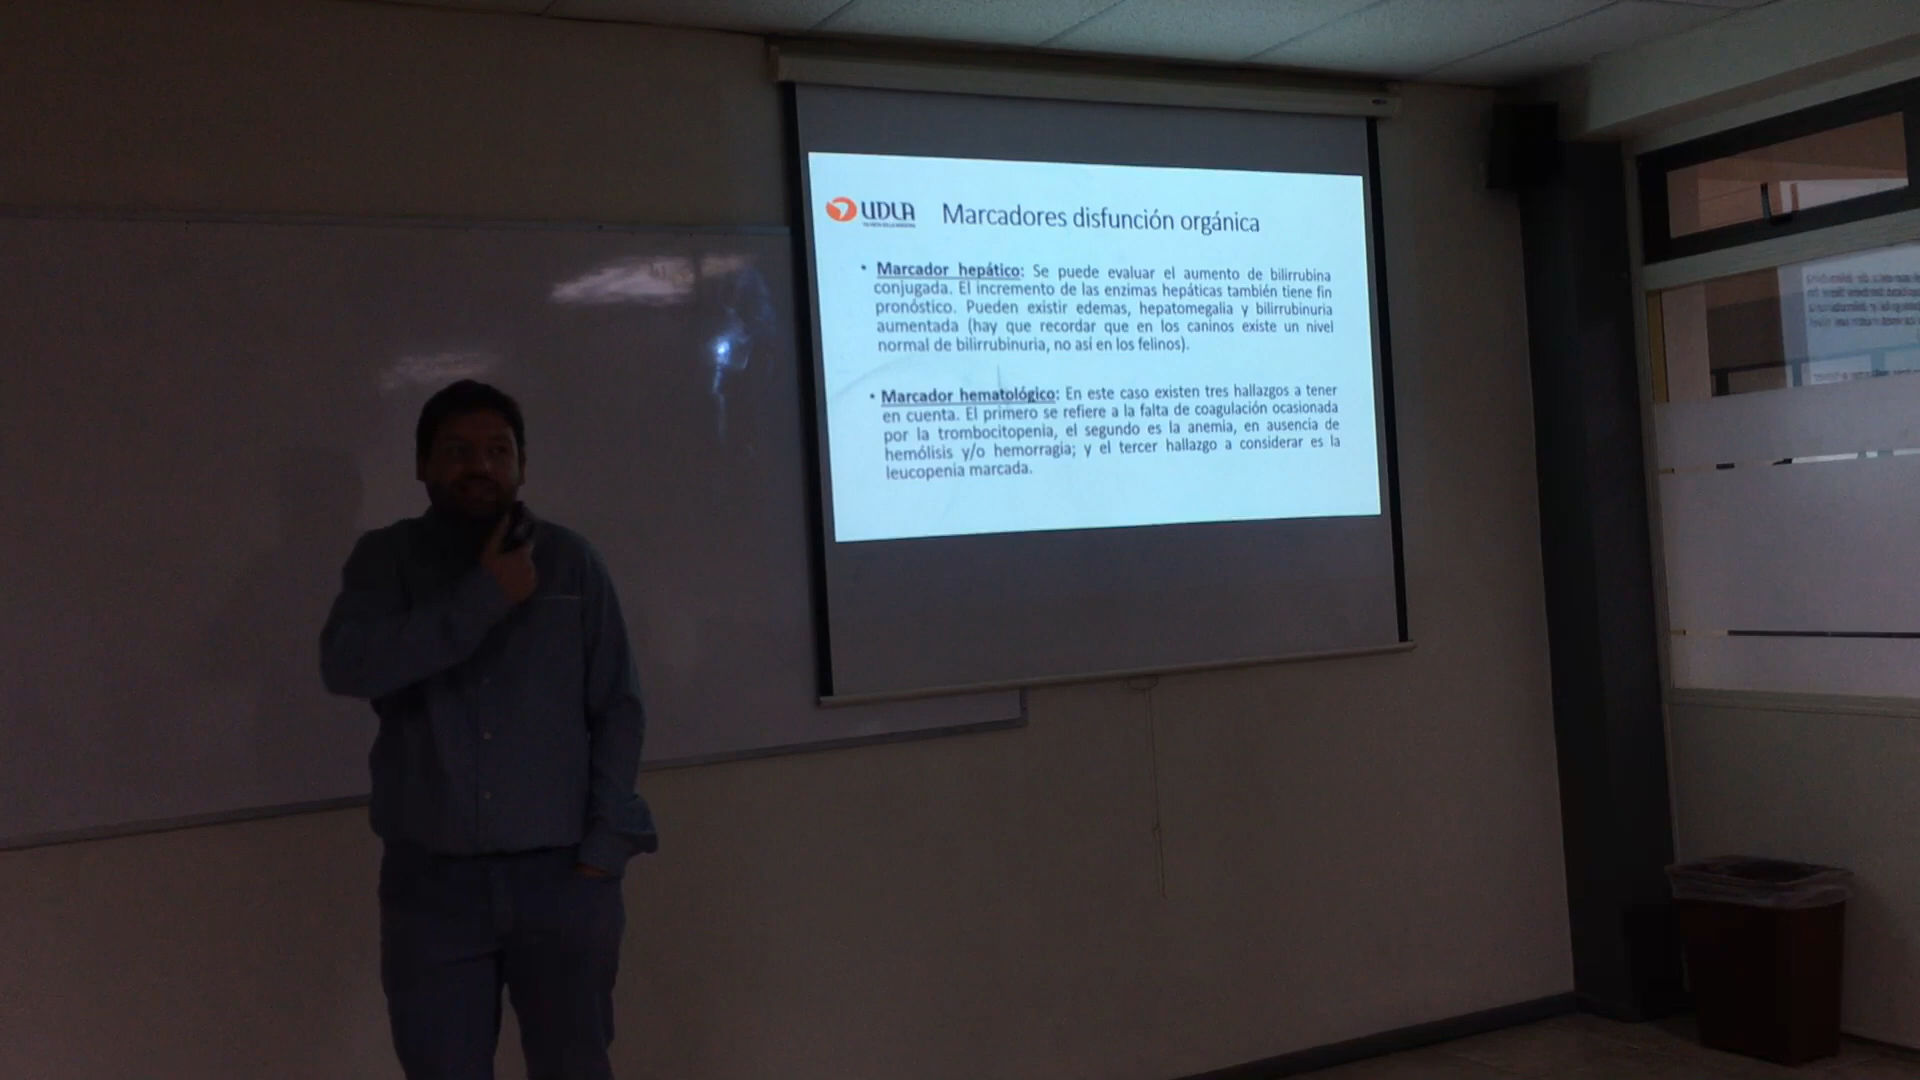 UDLA
Marcadores disfunción orgánica
• Marcador hepático: Se puede evaluar el aumento de bilirrubina
conjugada. El incremento de las enzimas hepáticas también tiene fin
pronóstico. Pueden existir edemas, hepatomegalia y bilirrubinuria
aumentada (hay que recordar que en los caninos existe un nivel
normal de bilirrubinuria, no así en los felinos).
• Marcador hematológico: En este caso existen tres hallazgos a tener
en cuenta. El primero se refiere a la falta de coagulación ocasionada
por la trombocitopenia, el segundo es la anemia, en ausencia de
hemólisis y/o hemorragia; y el tercer hallazgo a considerar es la
leucopenia marcada.